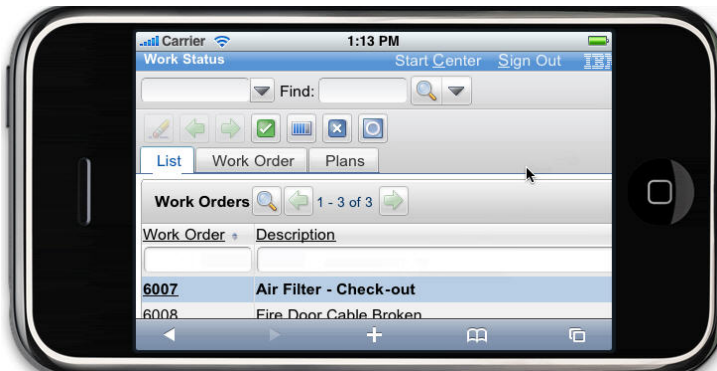 Carrier 1:13 PM
Work Status Start Center Sign Out IBM
Find:
List Work Order Plans
Work Orders 1 - 3 of 3
Work Order Description
6007 Air Filter - Check-out
6008 Fire Door Cable Broken